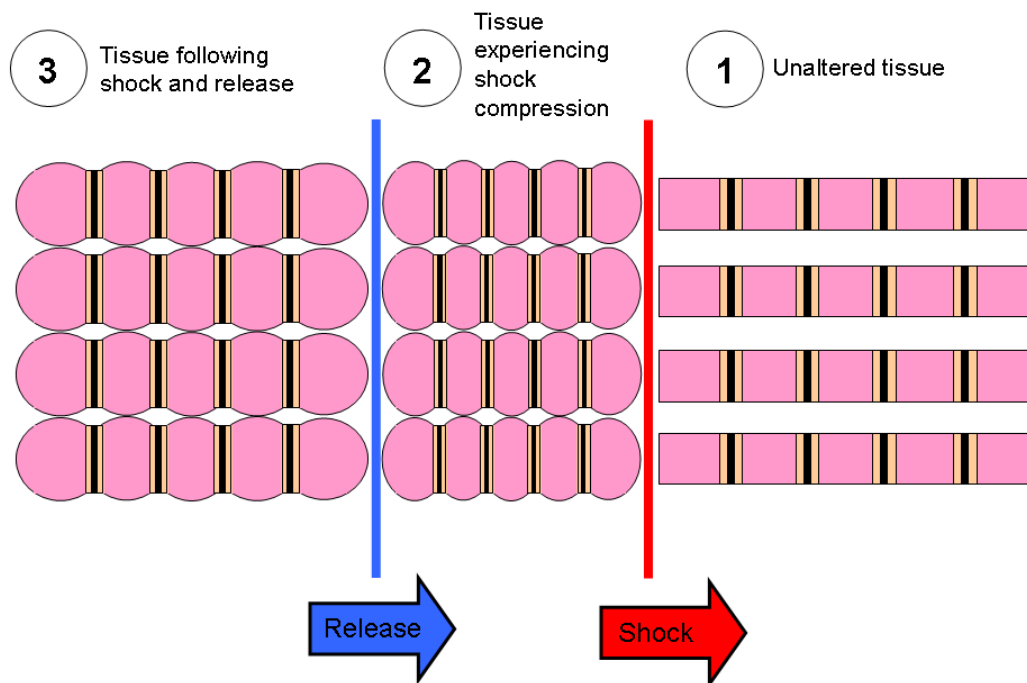 3
Tissue following
shock and release
2
Tissue
experiencing
shock
compression
1
Unaltered tissue
Release
Shock